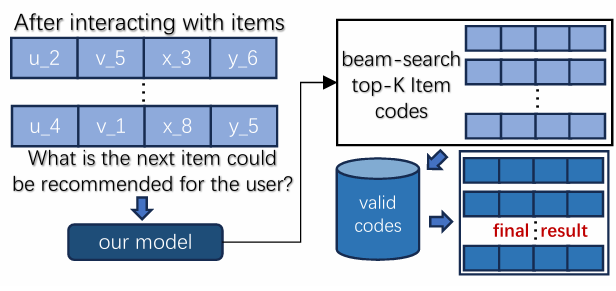 After interacting with items
u_2 v_5 x_3 y_6
u_4 v_1 x_8 y_5
What is the next item could
be recommended for the user?
our model
beam-search
top-K Item
codes
valid
codes
final result